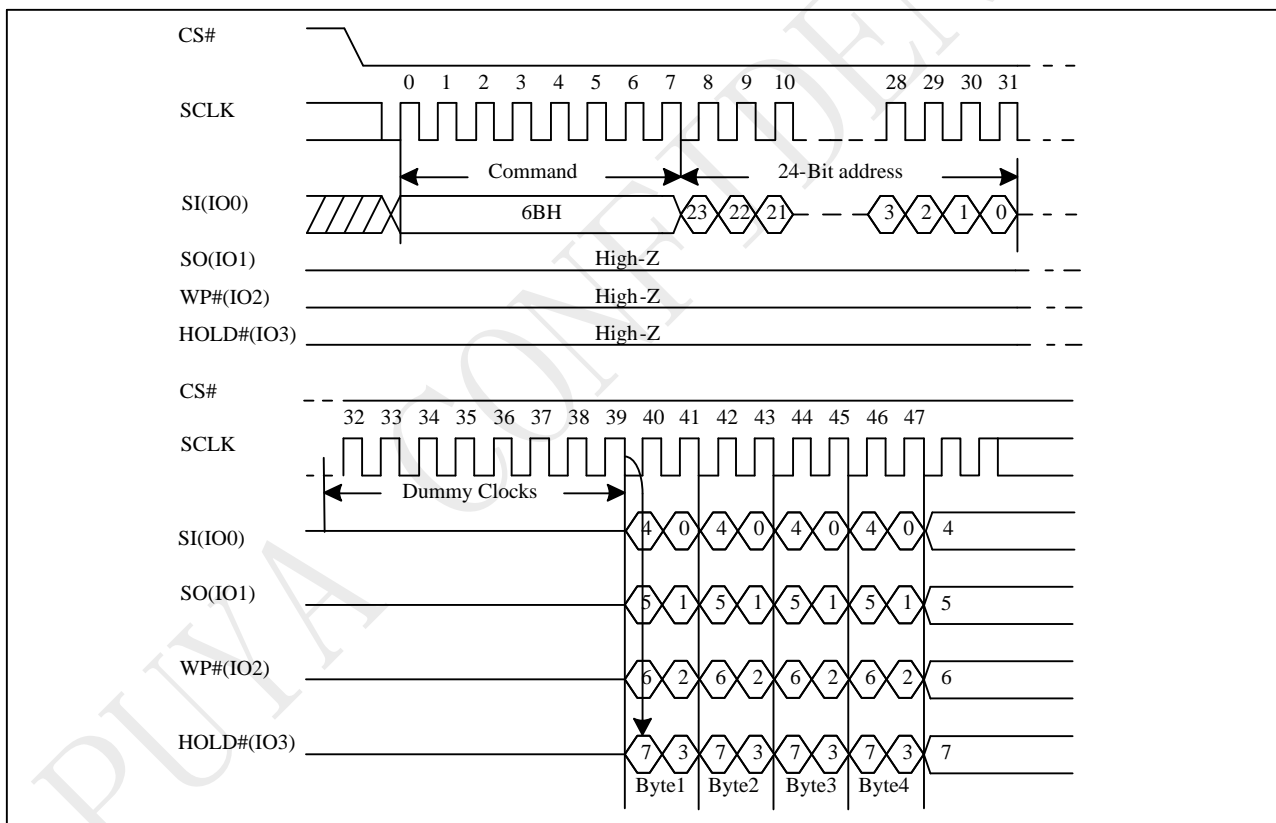 CS#
0 1 2 3 4 5 6 7 8 9 10 28 29 30 31
SCLK
Command 24-Bit address
SI(IO0) 6BH 23 22 21 3 2 1 0
SO(IO1) High-Z
WP#(IO2) High-Z
HOLD#(IO3) High-Z
CS#
32 33 34 35 36 37 38 39 40 41 42 43 44 45 46 47
SCLK
Dummy Clocks
SI(IO0) 4 0 4 0 4 0 4 0 4
SO(IO1) 5 1 5 1 5 1 5 1 5
WP#(IO2) 6 2 6 2 6 2 6 2 6
HOLD#(IO3) 7 3 7 3 7 3 7 3 7
Byte1 Byte2 Byte3 Byte4
PUYA CONFIDEN